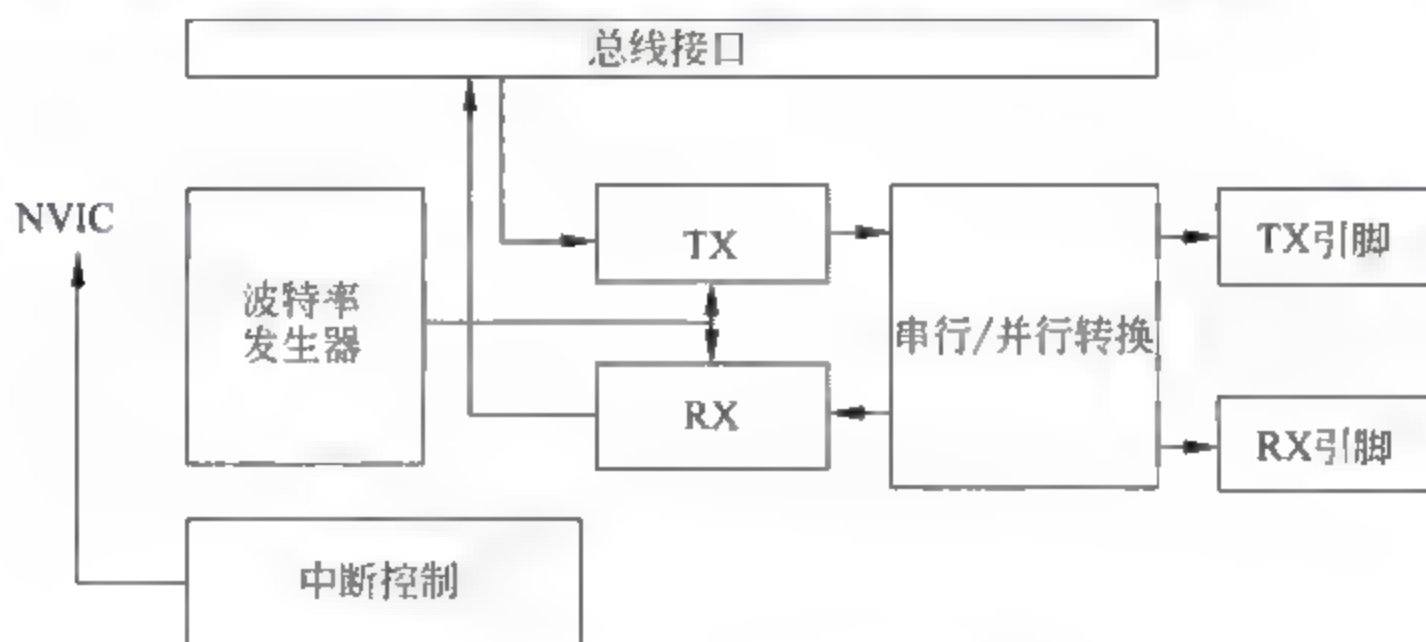 总线接口
NVIC
波特率
发生器
TX
RX
串行/并行转换
TX引脚
RX引脚
中断控制